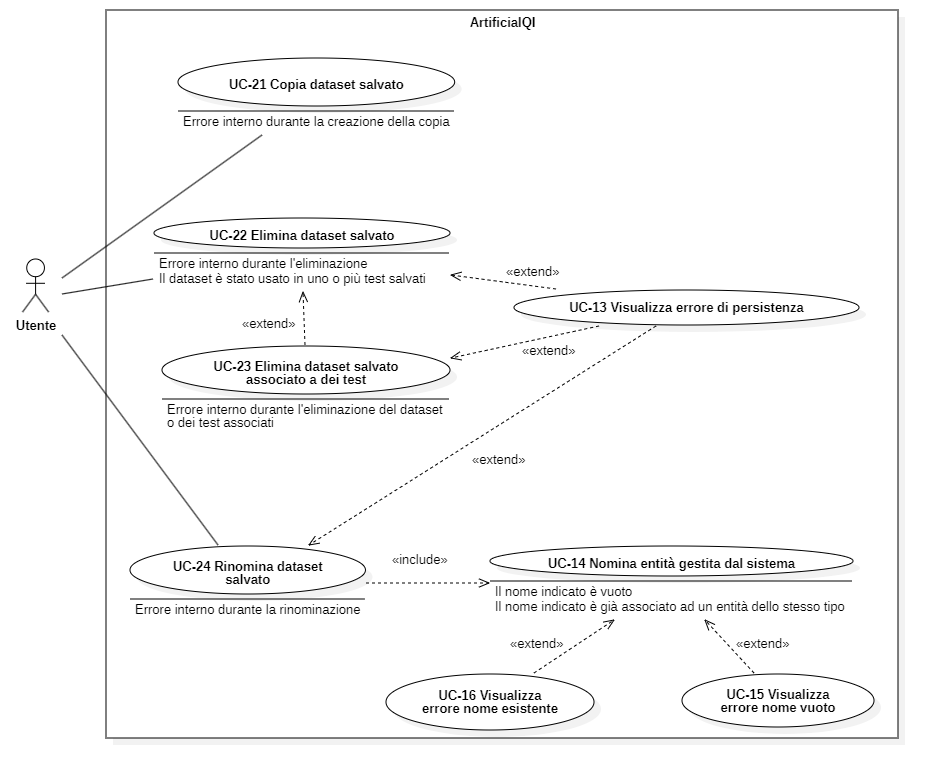 ArtificialQI
UC-21 Copia dataset salvato
Errore interno durante la creazione della copia
UC-22 Elimina dataset salvato
Errore interno durante l'eliminazione
Il dataset è stato usato in uno o più test salvati
«extend»
UC-13 Visualizza errore di persistenza
Utente
«extend»
«extend»
UC-23 Elimina dataset salvato
associato a dei test
Errore interno durante l'eliminazione del dataset
o dei test associati
«extend»
UC-24 Rinomina dataset
salvato
Errore interno durante la rinominazione
«include»
UC-14 Nomina entità gestita dal sistema
Il nome indicato è vuoto
Il nome indicato è già associato ad un entità dello stesso tipo
«extend»
«extend»
UC-16 Visualizza
errore nome esistente
UC-15 Visualizza
errore nome vuoto